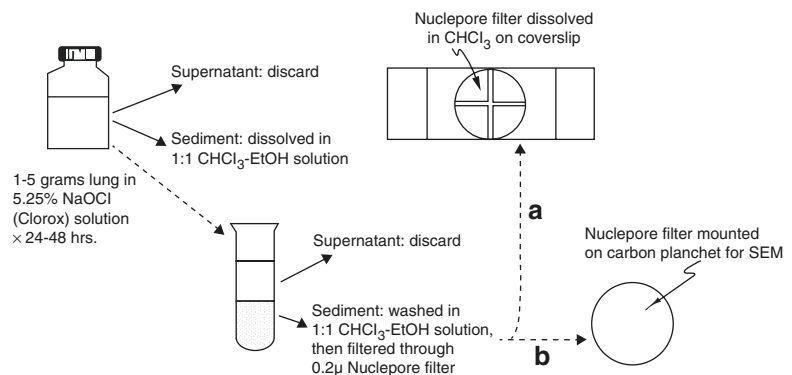 Nuclepore filter dissolved
in CHCl3 on coverslip
Supernatant: discard
Sediment: dissolved in
1:1 CHCl3-EtOH solution
1-5 grams lung in
5.25% NaOCl
(Clorox) solution
× 24-48 hrs.
a
Supernatant: discard
Nuclepore filter mounted
on carbon planchet for SEM
Sediment: washed in
1:1 CHCl3-EtOH solution,
then filtered through
0.2μ Nuclepore filter
b